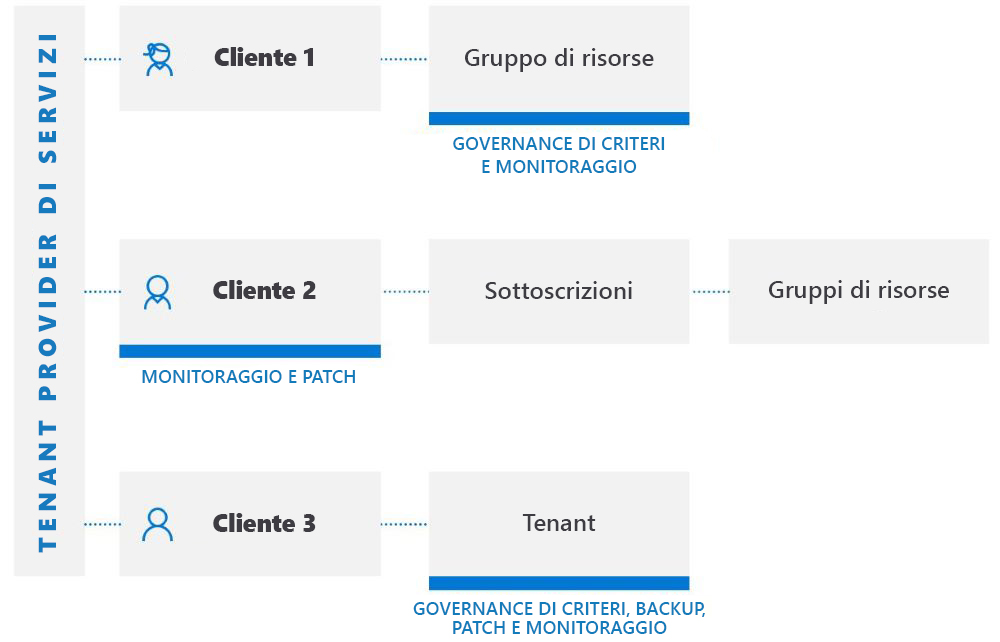 TENANT PROVIDER DI SERVIZI
Cliente 1
Gruppo di risorse
GOVERNANCE DI CRITERI
E MONITORAGGIO
Cliente 2
Sottoscrizioni
Gruppi di risorse
MONITORAGGIO E PATCH
Cliente 3
Tenant
GOVERNANCE DI CRITERI, BACKUP,
PATCH E MONITORAGGIO